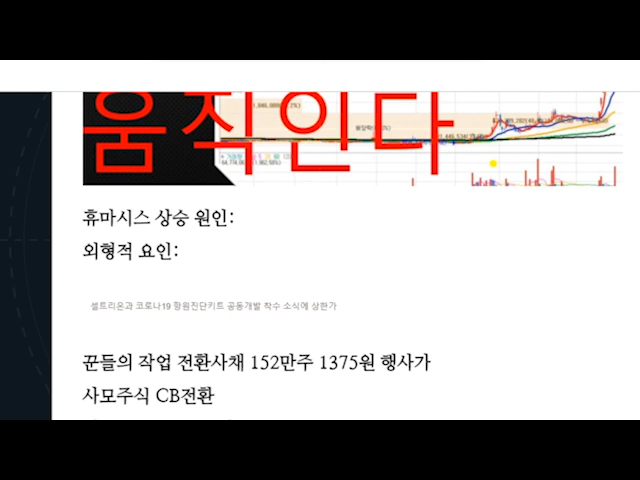 움직인다
휴마시스 상승 원인:
외형적 요인:
셀트리온과 코로나19 항원진단키트 공동개발 착수 소식에 상한가
꾼들의 작업 전환사채 152만주 1375원 행사가
사모주식 CB전환